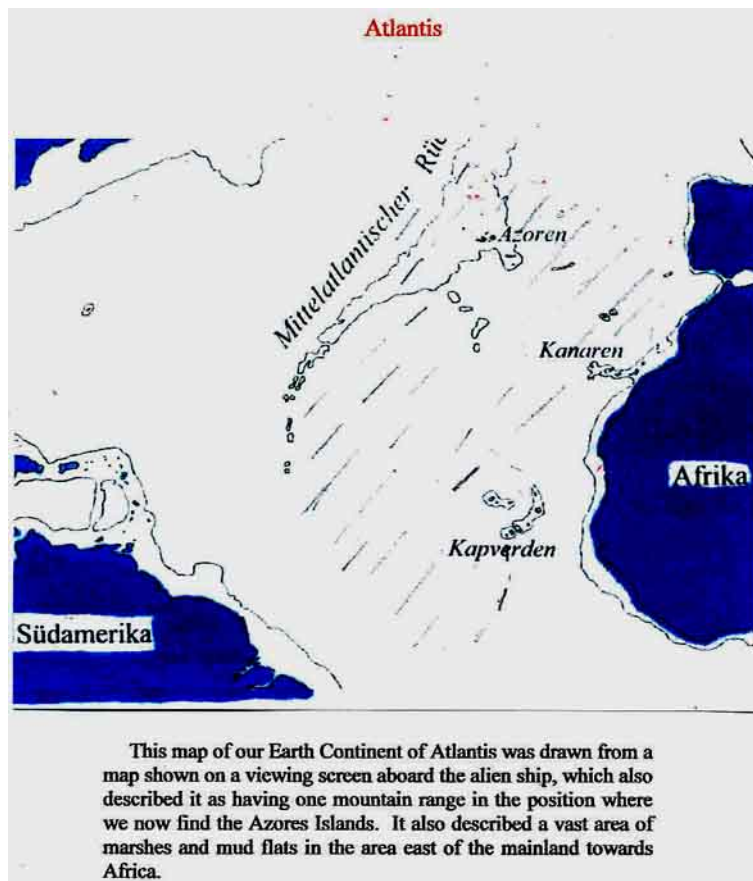 Atlantis
Mittelatlantischer Rüc
Azoren
Kanaren
Afrika
Kapverden
Südamerika
This map of our Earth Continent of Atlantis was drawn from a
map shown on a viewing screen aboard the alien ship, which also
described it as having one mountain range in the position where
we now find the Azores Islands. It also described a vast area of
marshes and mud flats in the area east of the mainland towards
Africa.